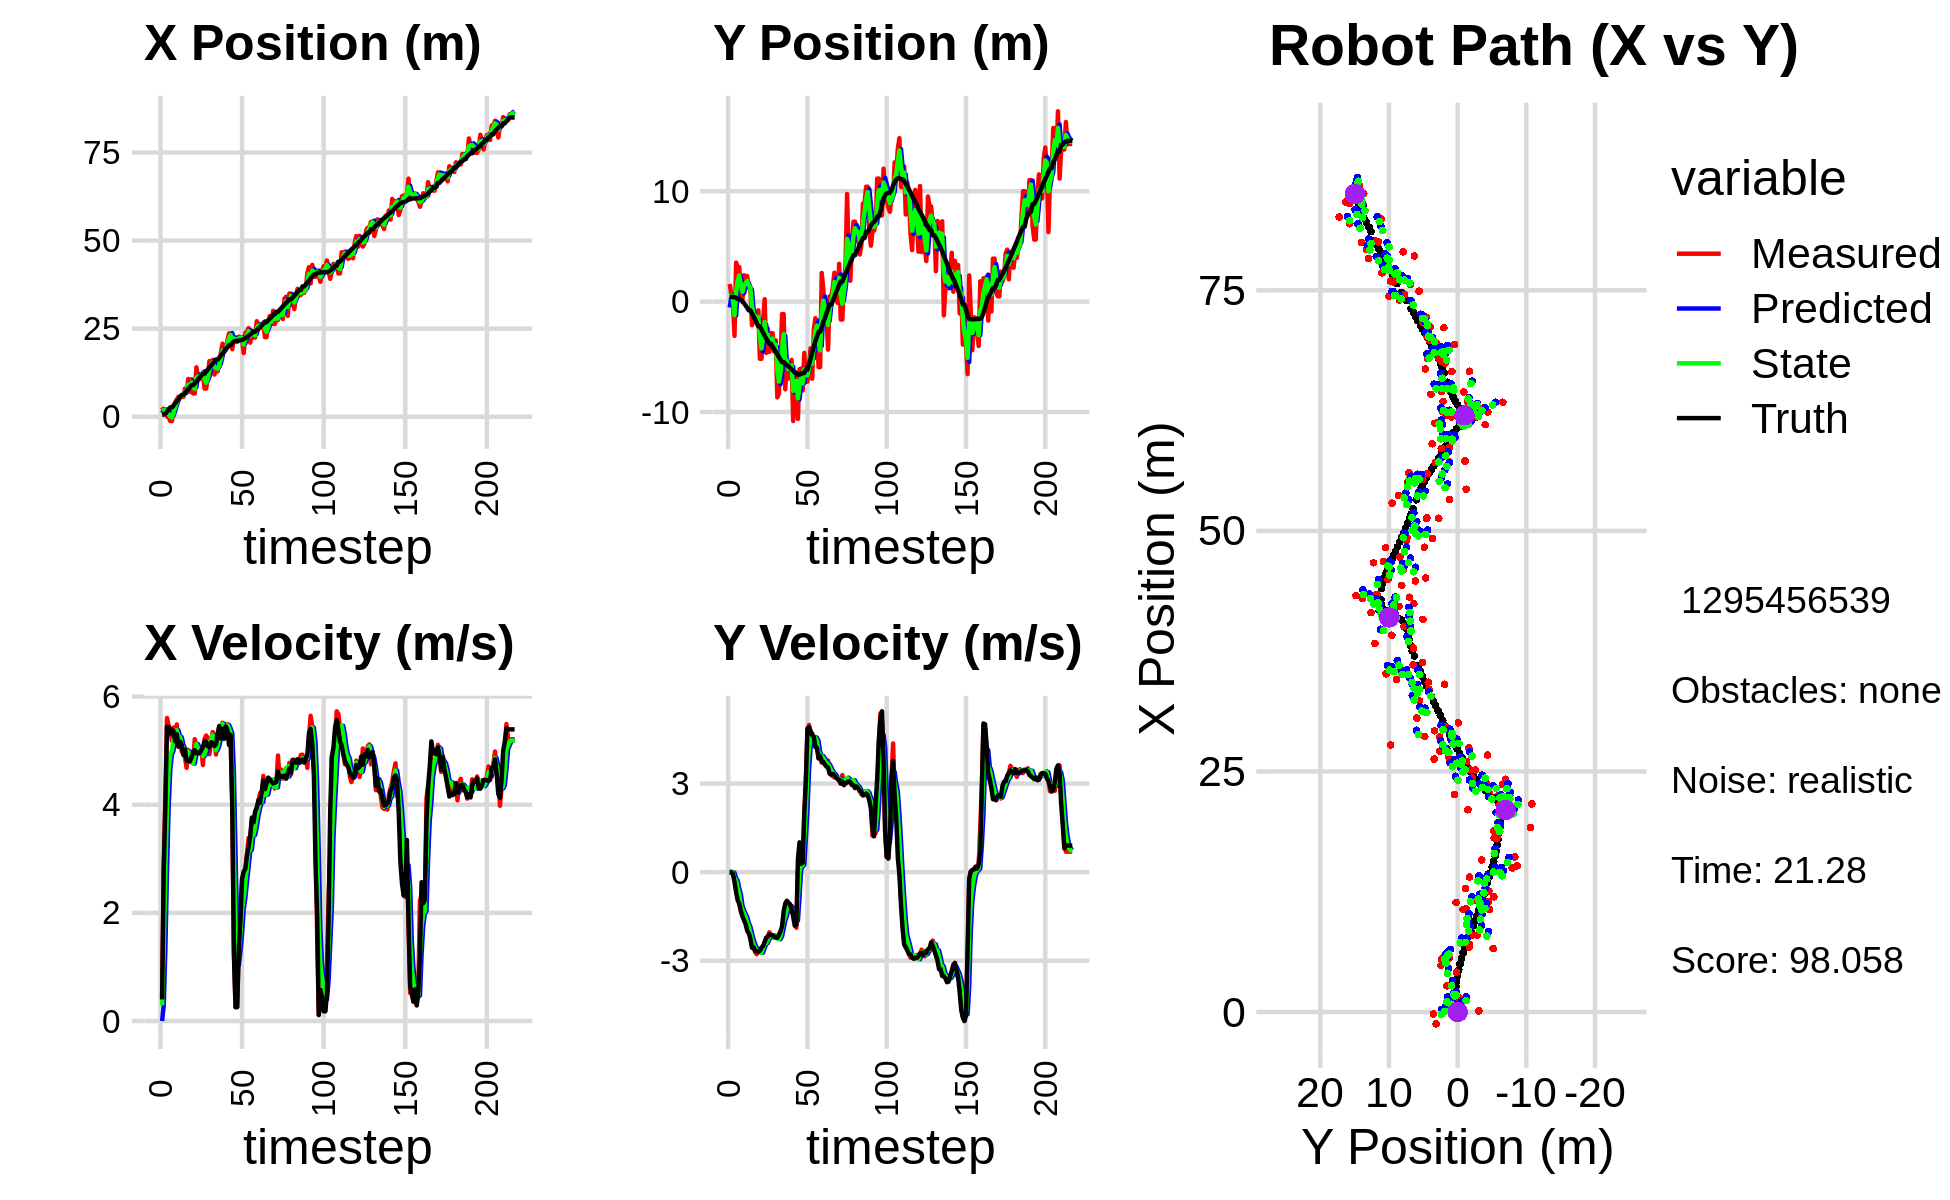 X Position (m)
75
50
25
0
0
50
100
150
200
timestep
Y Position (m)
10
0
-10
0
50
100
150
200
timestep
X Velocity (m/s)
6
4
2
0
0
50
100
150
200
timestep
Y Velocity (m/s)
3
0
-3
0
50
100
150
200
timestep
Robot Path (X vs Y)
X Position (m)
75
50
25
0
20 10 0 -10 -20
Y Position (m)
variable
Measured
Predicted
State
Truth
1295456539
Obstacles: none
Noise: realistic
Time: 21.28
Score: 98.058